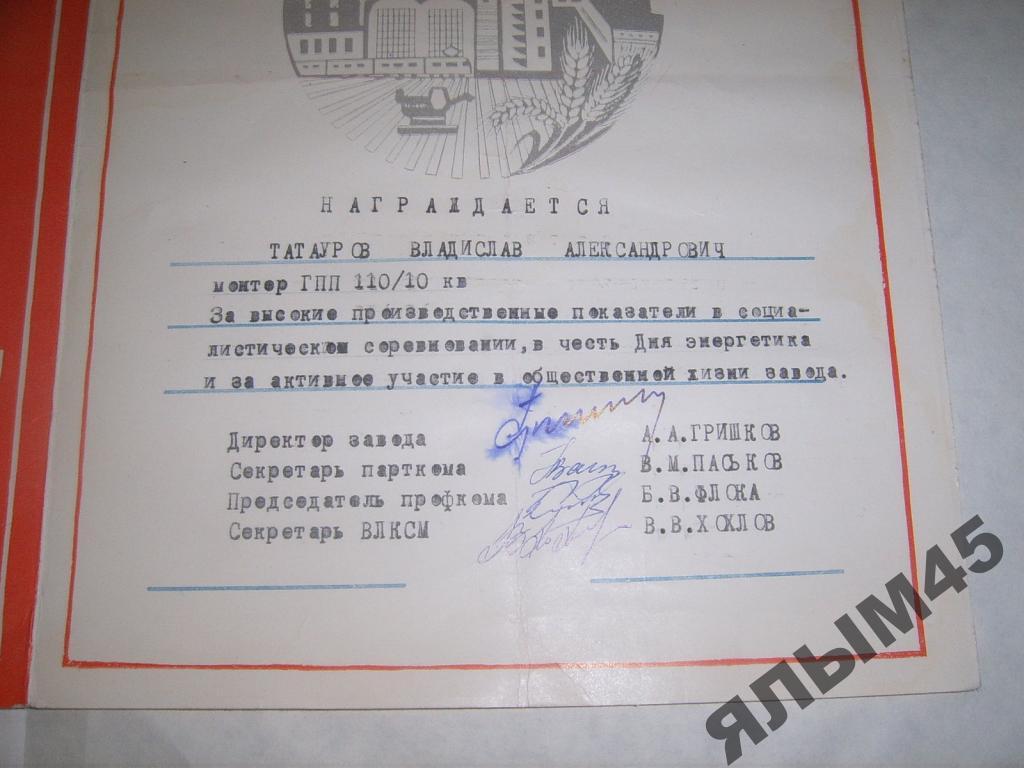 НАГРАЖДАЕТСЯ
ТАТАУРОВ ВЛАДИСЛАВ АЛЕКСАНДРОВИЧ
монтер ГПП 110/10 кв
За высокие производственные показатели в социа-
листическом соревновании, в честь Дня энергетика
и за активное участие в общественной жизни завода.
Директор завода А.А.ГРИШКОВ
Секретарь парткома В.М.ПАСЬКОВ
Председатель профкома Б.В.ФЛОКА
Секретарь ВЛКСМ В.В.ХОХЛОВ
ЯЛЫМ45